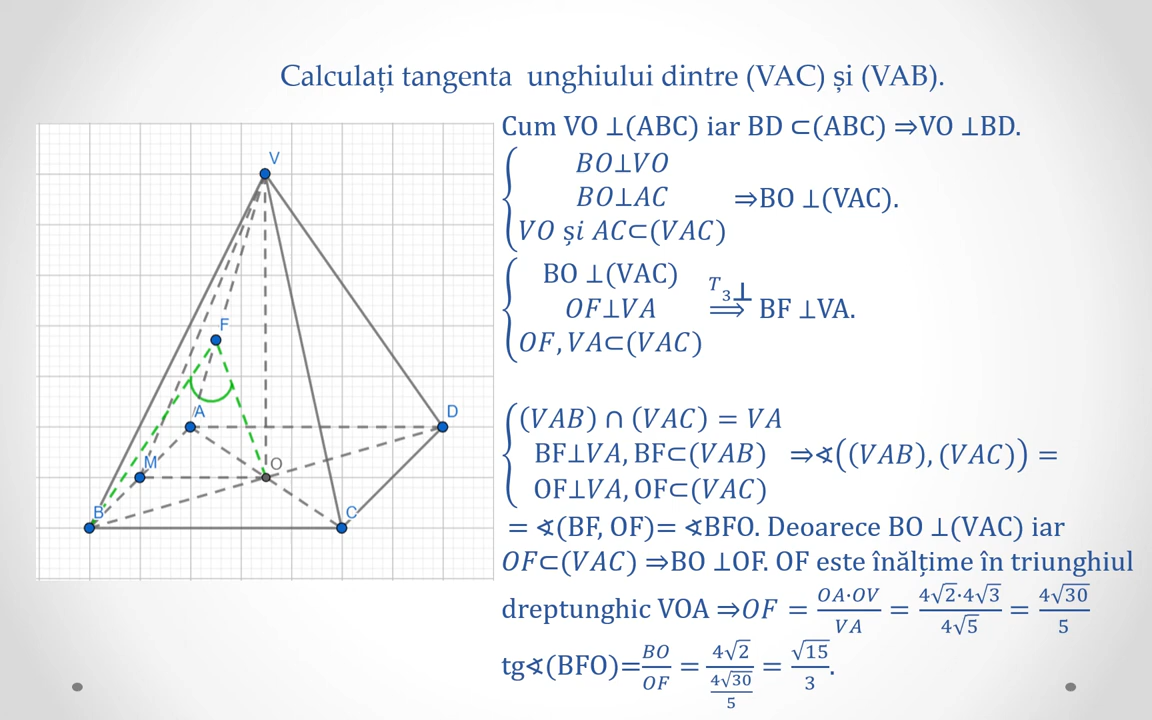 Calculați tangenta unghiului dintre (VAC) și (VAB).
Cum VO ⊥(ABC) iar BD ⊂(ABC) ⇒VO ⊥BD.
{ BO⊥VO
BO⊥AC ⇒BO ⊥(VAC).
VO și AC⊂(VAC)
{ BO ⊥(VAC)
OF⊥VA T₃⊥ ⟹ BF ⊥VA.
OF, VA⊂(VAC)
{ (VAB) ∩ (VAC) = VA
BF⊥VA, BF⊂(VAB) ⇒∢((VAB), (VAC)) =
OF⊥VA, OF⊂(VAC)
= ∢(BF, OF)= ∢BFO. Deoarece BO ⊥(VAC) iar
OF⊂(VAC) ⇒BO ⊥OF. OF este înălțime în triunghiul
dreptunghic VOA ⇒OF = OA·OV/VA = 4√2·4√3/4√5 = 4√30/5
tg∢(BFO)=BO/OF = 4√2/(4√30/5) = √15/3.
V
F
A
D
M
O
B
C